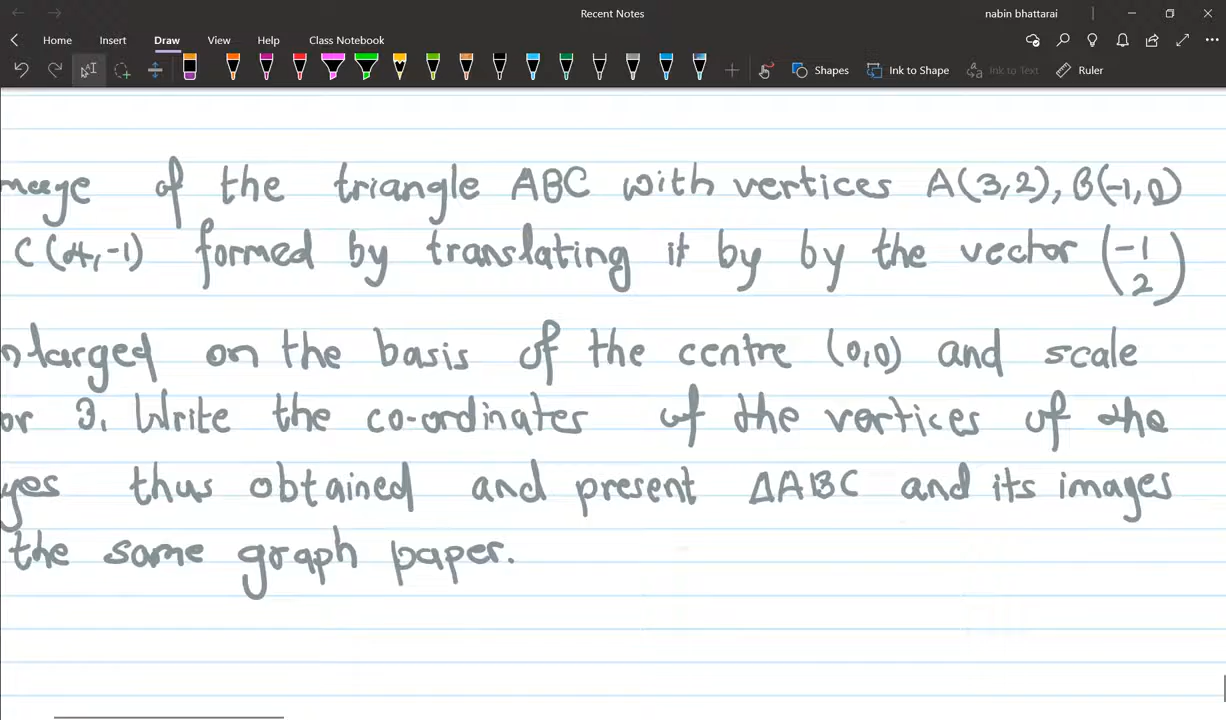 Recent Notes
nabin bhattarai
Home Insert Draw View Help Class Notebook
Shapes Ink to Shape Ink to Text Ruler
of the triangle ABC with vertices A(3,2), B(-1,0)
C(4,-1) formed by translating it by by the vector (-1
2)
nlarged on the basis of the centre (0,0) and scale
or 3. Write the co-ordinates of the vertices of the
ges thus obtained and present ΔABC and its images
the same graph paper.